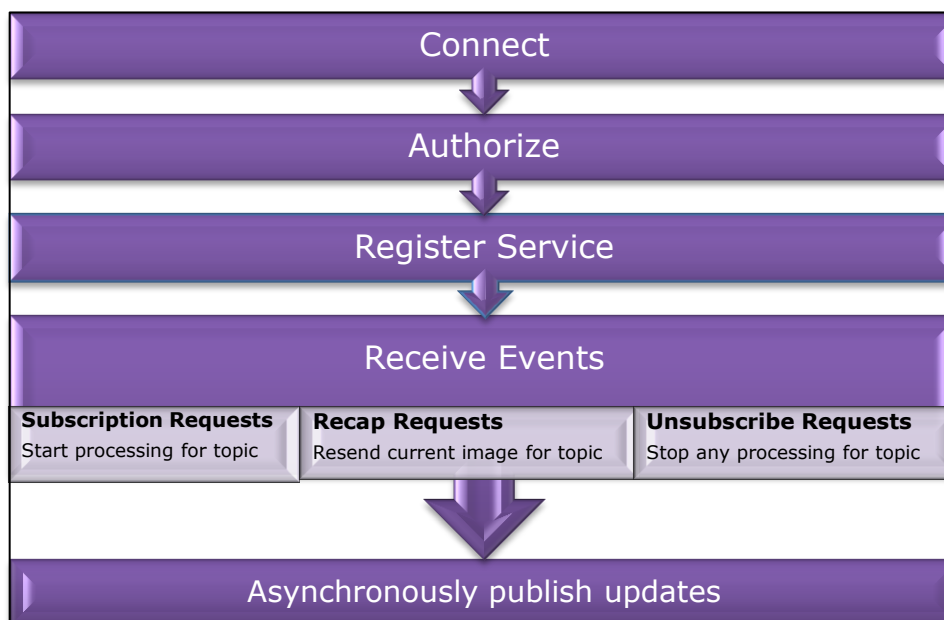 Connect
Authorize
Register Service
Receive Events
Subscription Requests
Start processing for topic
Recap Requests
Resend current image for topic
Unsubscribe Requests
Stop any processing for topic
Asynchronously publish updates